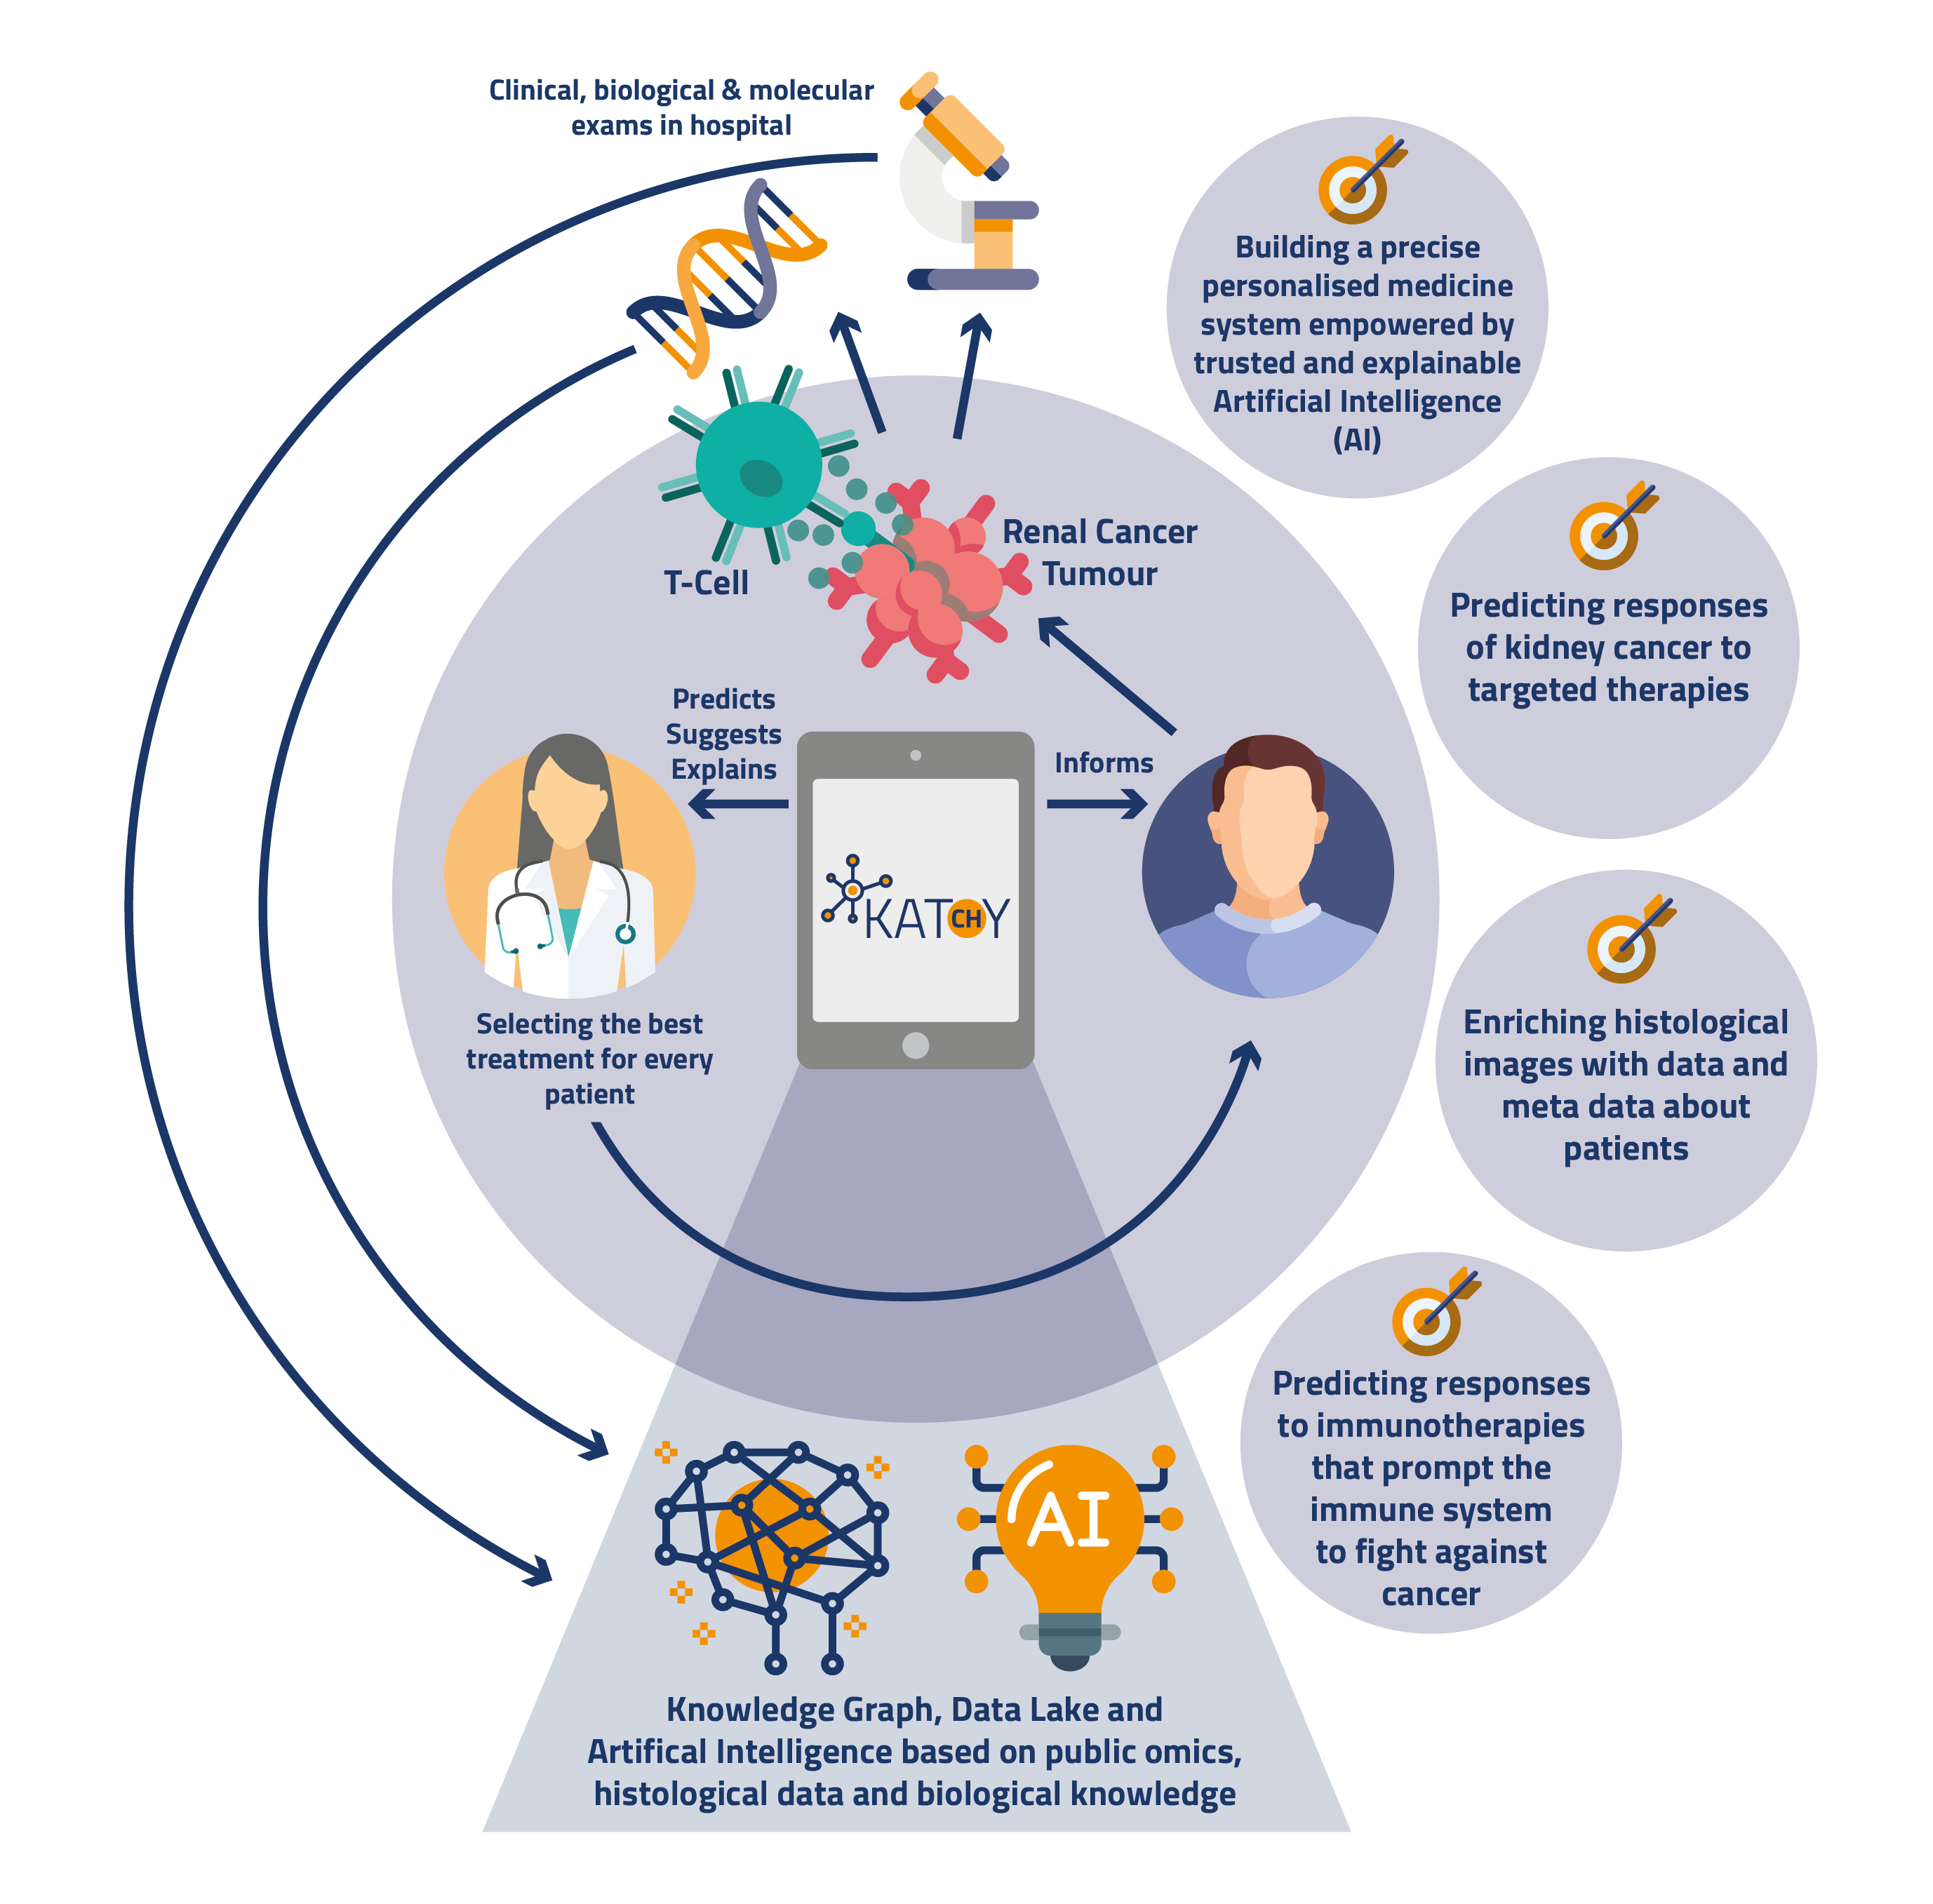 Clinical, biological & molecular
exams in hospital
Building a precise
personalised medicine
system empowered by
trusted and explainable
Artificial Intelligence
(AI)
Renal Cancer
Tumour
T-Cell
Predicting responses
of kidney cancer to
targeted therapies
Predicts
Suggests
Explains
Informs
KATCHY
Selecting the best
treatment for every
patient
Enriching histological
images with data and
meta data about
patients
Predicting responses
to immunotherapies
that prompt the
immune system
to fight against
cancer
AI
Knowledge Graph, Data Lake and
Artifical Intelligence based on public omics,
histological data and biological knowledge